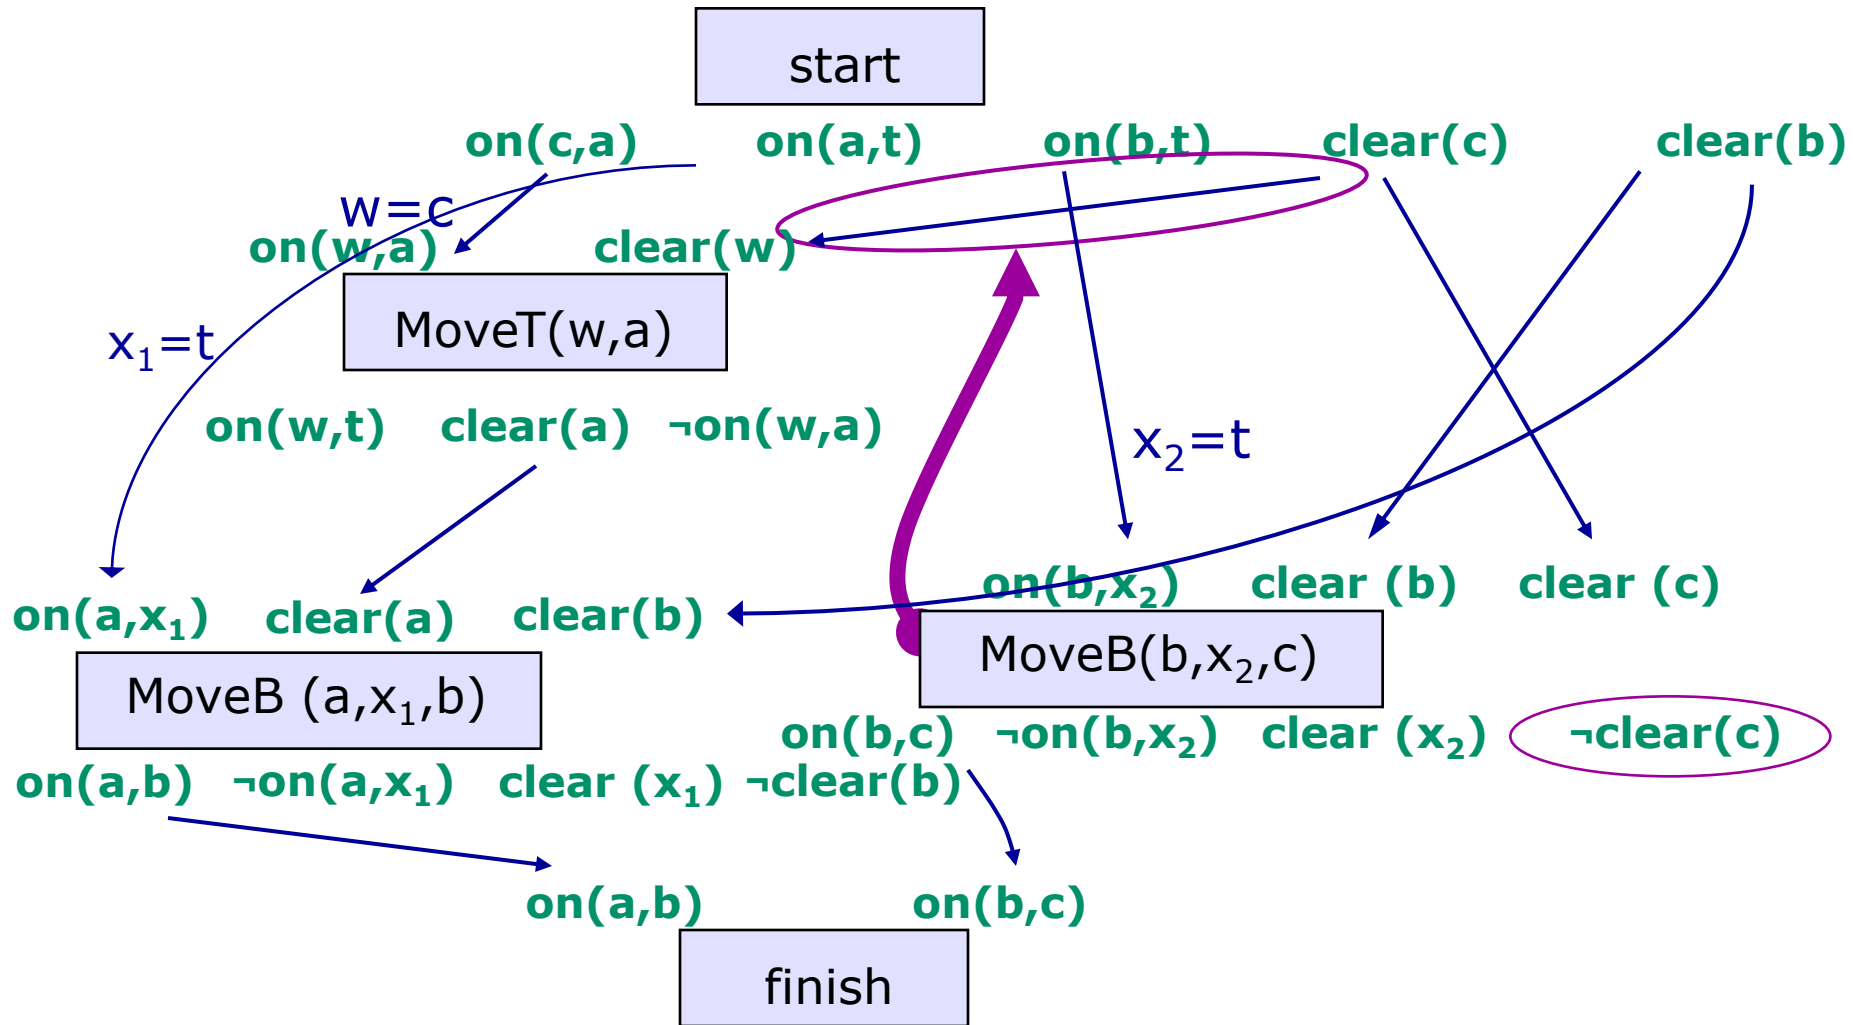 start
on(c,a) on(a,t) on(b,t) clear(c) clear(b)
w=c
on(w,a) clear(w)
MoveT(w,a)
x₁=t
on(w,t) clear(a) ¬on(w,a)
x₂=t
on(b,x₂) clear (b) clear (c)
on(a,x₁) clear(a) clear(b)
MoveB(b,x₂,c)
MoveB (a,x₁,b)
on(b,c) ¬on(b,x₂) clear (x₂) ¬clear(c)
on(a,b) ¬on(a,x₁) clear (x₁) ¬clear(b)
on(a,b) on(b,c)
finish